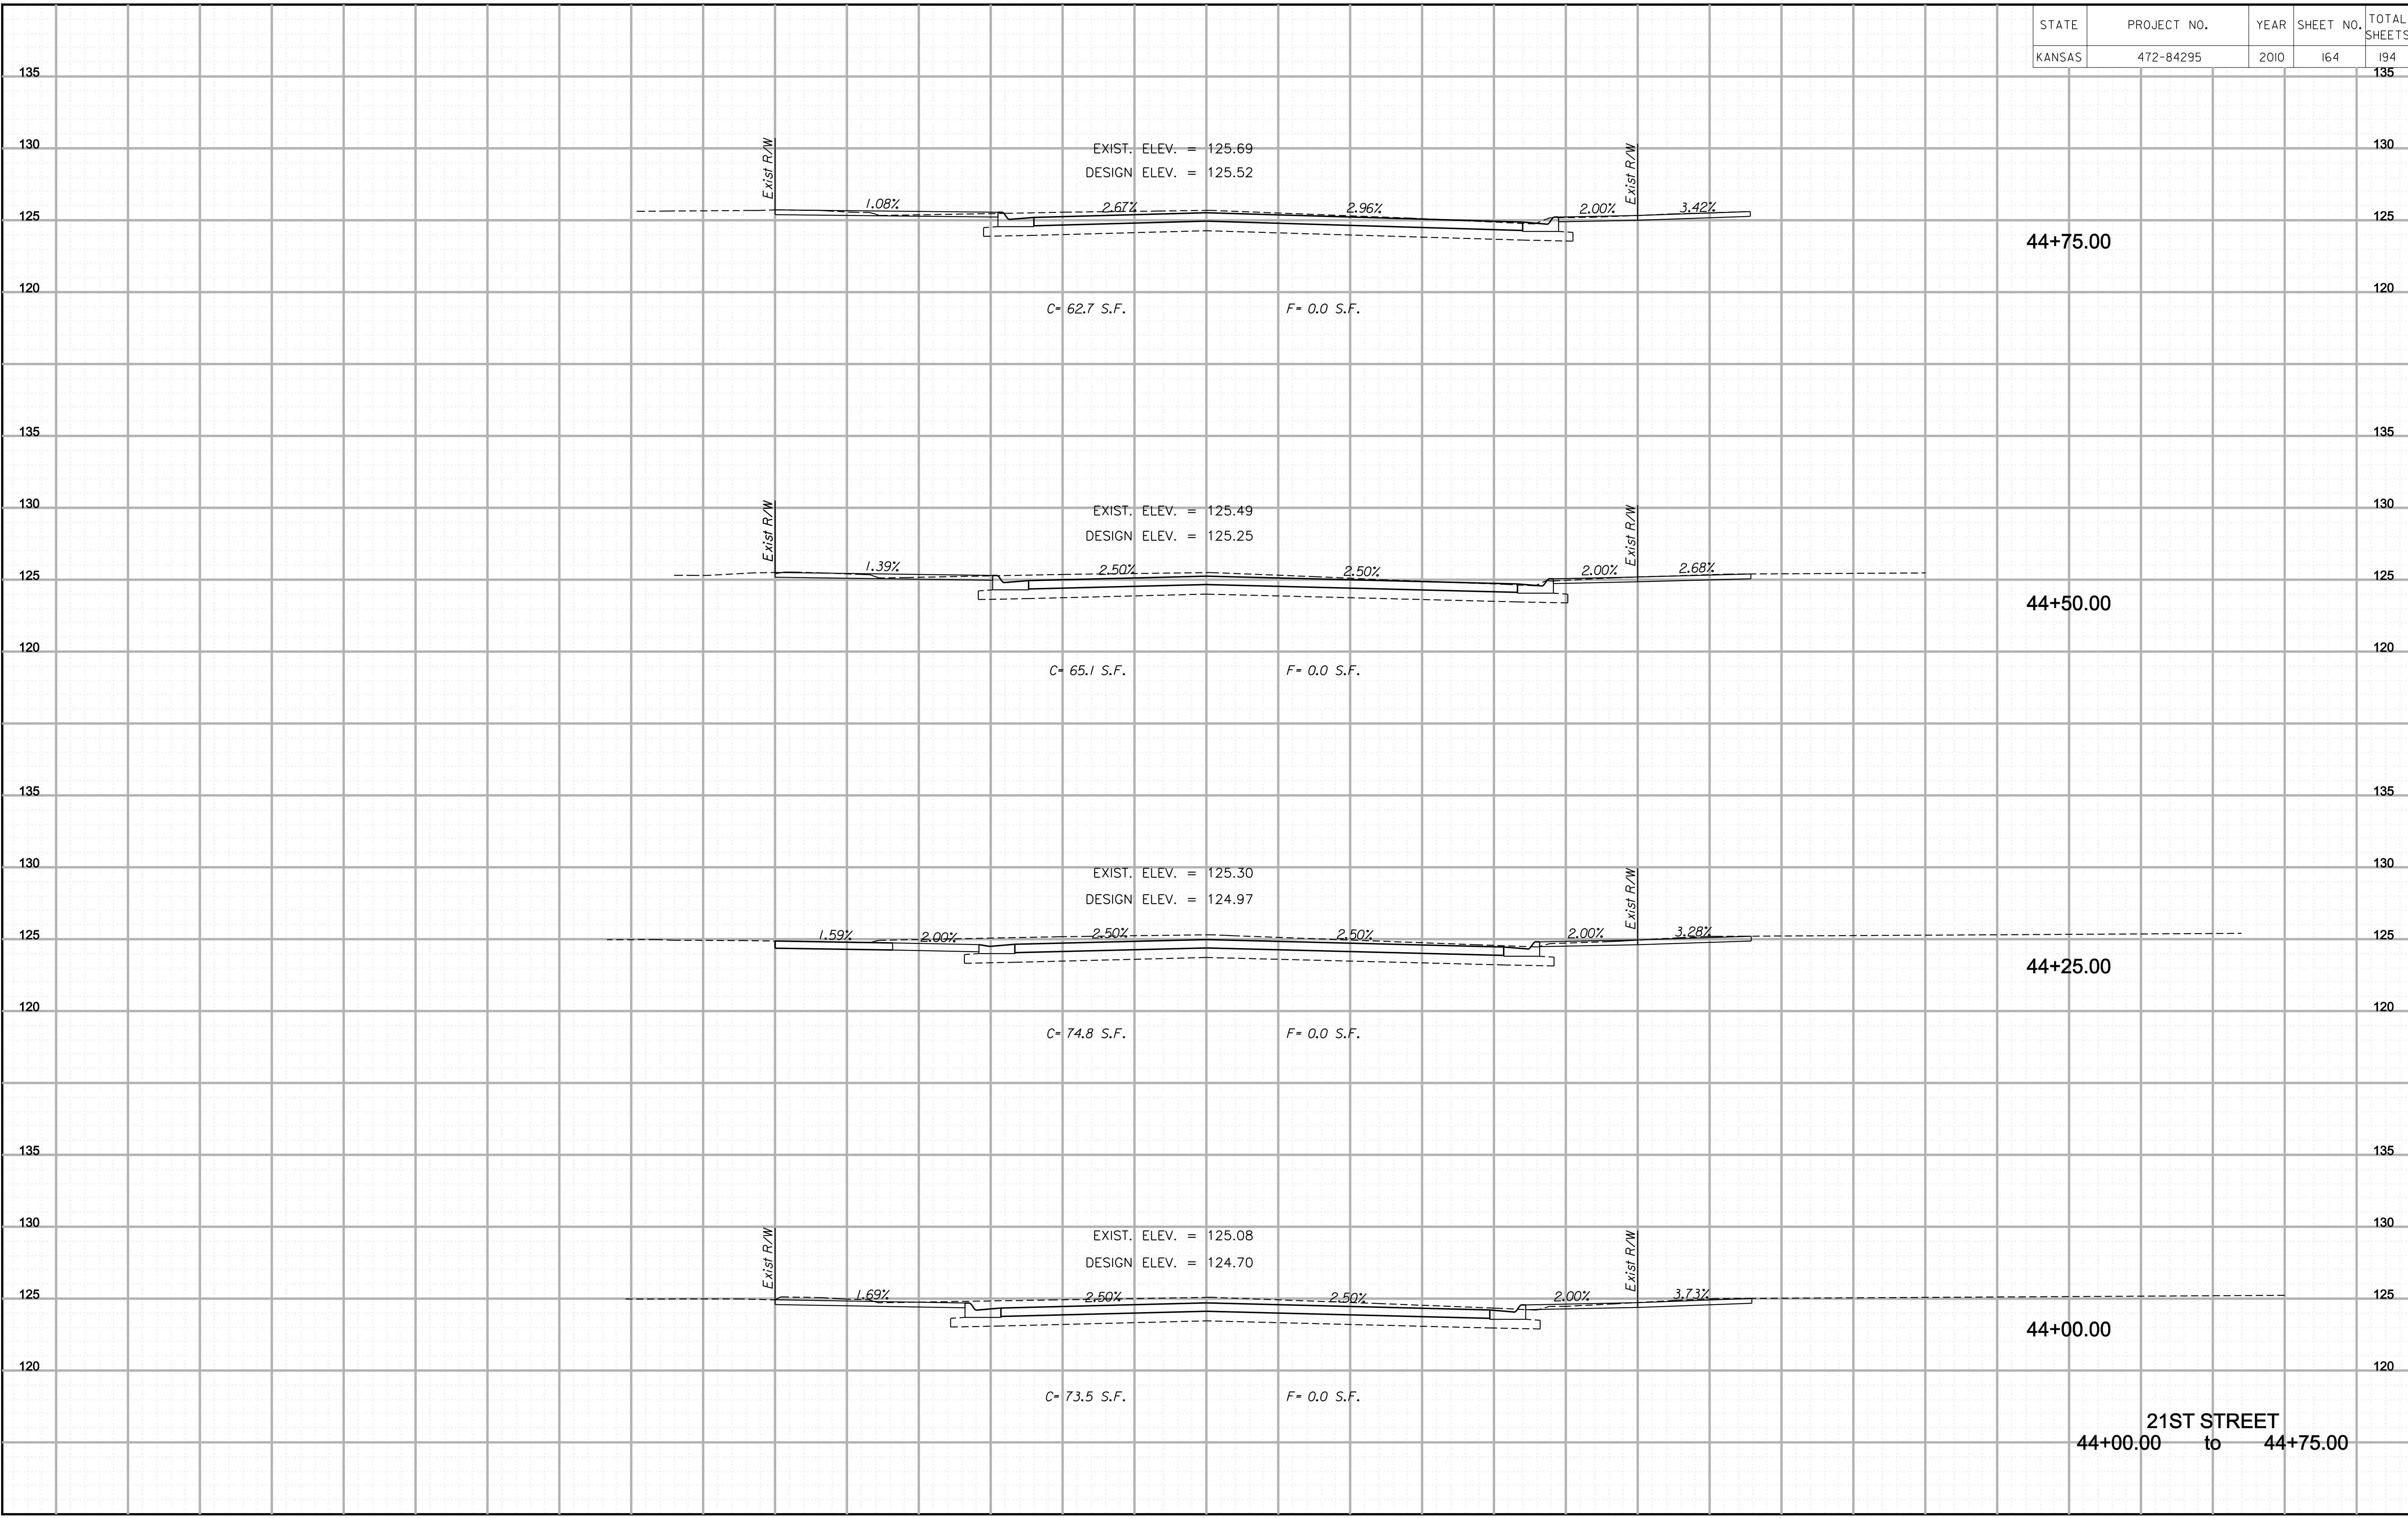 STATE PROJECT NO. YEAR SHEET NO. TOTAL SHEETS
KANSAS 472-84295 2010 164 194
135 135
130 130
Exist R/W
EXIST. ELEV. = 125.69
Exist R/W
DESIGN ELEV. = 125.52
1.08% 2.67% 2.96% 2.00% 3.42%
125 125
44+75.00
120 120
C= 62.7 S.F. F= 0.0 S.F.
135 135
130 130
Exist R/W
EXIST. ELEV. = 125.49
Exist R/W
DESIGN ELEV. = 125.25
1.39% 2.50% 2.50% 2.00% 2.68%
125 125
44+50.00
120 120
C= 65.1 S.F. F= 0.0 S.F.
135 135
130 130
EXIST. ELEV. = 125.30
Exist R/W
DESIGN ELEV. = 124.97
1.59% 2.00% 2.50% 2.50% 2.00% 3.28%
125 125
44+25.00
120 120
C= 74.8 S.F. F= 0.0 S.F.
135 135
130 130
Exist R/W
EXIST. ELEV. = 125.08
Exist R/W
DESIGN ELEV. = 124.70
1.69% 2.50% 2.50% 2.00% 3.73%
125 125
44+00.00
120 120
C= 73.5 S.F. F= 0.0 S.F.
21ST STREET
44+00.00 to 44+75.00